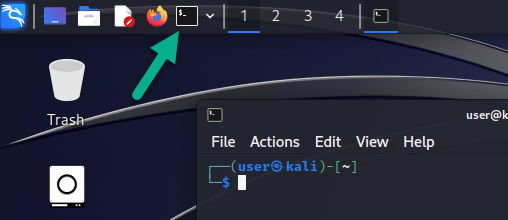 1 2 3 4
Trash
user@k
File Actions Edit View Help
┌──(user㉿kali)-[~]
└─$